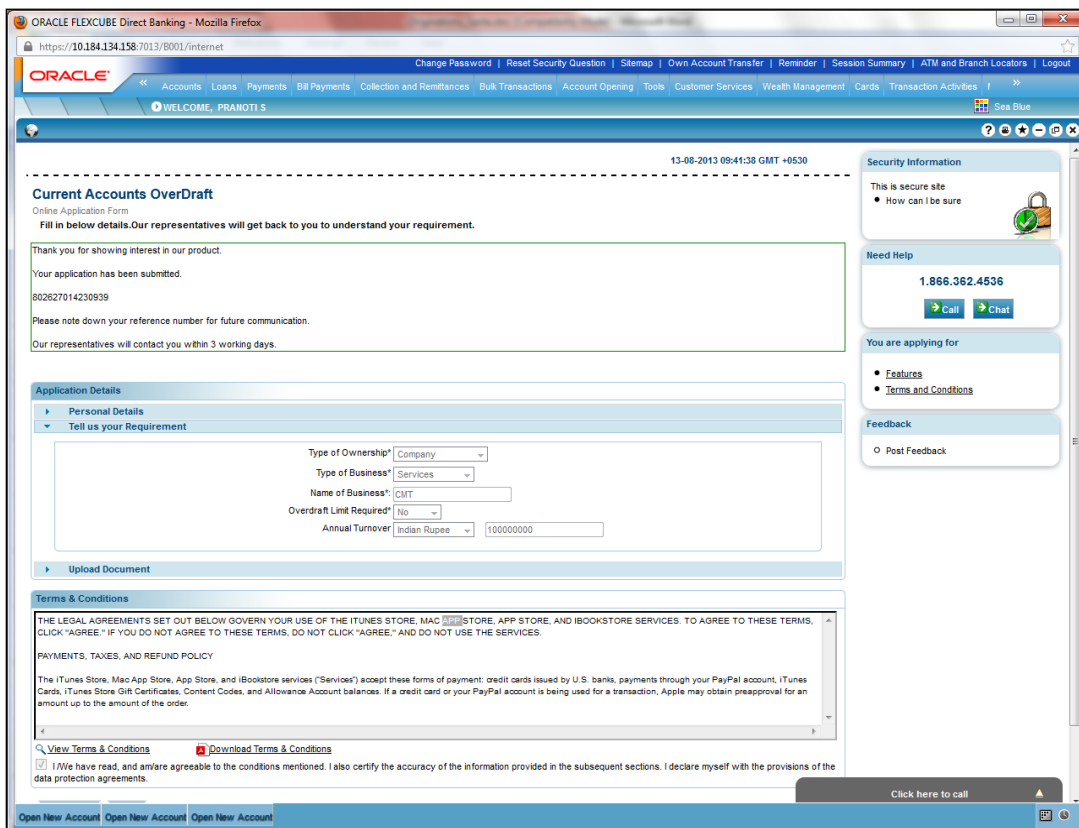 ORACLE FLEXCUBE Direct Banking - Mozilla Firefox
https://10.184.134.158:7013/B001/internet
Change Password | Reset Security Question | Sitemap | Own Account Transfer | Reminder | Session Summary | ATM and Branch Locators | Logout
ORACLE
« Accounts Loans Payments Bill Payments Collection and Remittances Bulk Transactions Account Opening Tools Customer Services Wealth Management Cards Transaction Activities »
WELCOME, PRANOTI S
Sea Blue
13-08-2013 09:41:38 GMT +0530
Current Accounts OverDraft
Online Application Form
Fill in below details.Our representatives will get back to you to understand your requirement.
Thank you for showing interest in our product.
Your application has been submitted.
802627014230939
Please note down your reference number for future communication.
Our representatives will contact you within 3 working days.
Application Details
Personal Details
Tell us your Requirement
Type of Ownership* Company
Type of Business* Services
Name of Business*: CMT
Overdraft Limit Required* No
Annual Turnover Indian Rupee 100000000
Upload Document
Terms & Conditions
THE LEGAL AGREEMENTS SET OUT BELOW GOVERN YOUR USE OF THE ITUNES STORE, MAC APP STORE, APP STORE, AND IBOOKSTORE SERVICES. TO AGREE TO THESE TERMS,
CLICK "AGREE." IF YOU DO NOT AGREE TO THESE TERMS, DO NOT CLICK "AGREE," AND DO NOT USE THE SERVICES.
PAYMENTS, TAXES, AND REFUND POLICY
The iTunes Store, Mac App Store, App Store, and iBookstore services ("Services") accept these forms of payment: credit cards issued by U.S. banks, payments through your PayPal account, iTunes
Cards, iTunes Store Gift Certificates, Content Codes, and Allowance Account balances. If a credit card or your PayPal account is being used for a transaction, Apple may obtain preapproval for an
amount up to the amount of the order.
View Terms & Conditions Download Terms & Conditions
I /We have read, and am/are agreeable to the conditions mentioned. I also certify the accuracy of the information provided in the subsequent sections. I declare myself with the provisions of the
data protection agreements.
Security Information
This is secure site
How can I be sure
Need Help
1.866.362.4536
Call Chat
You are applying for
Features
Terms and Conditions
Feedback
Post Feedback
Click here to call
Open New Account Open New Account Open New Account